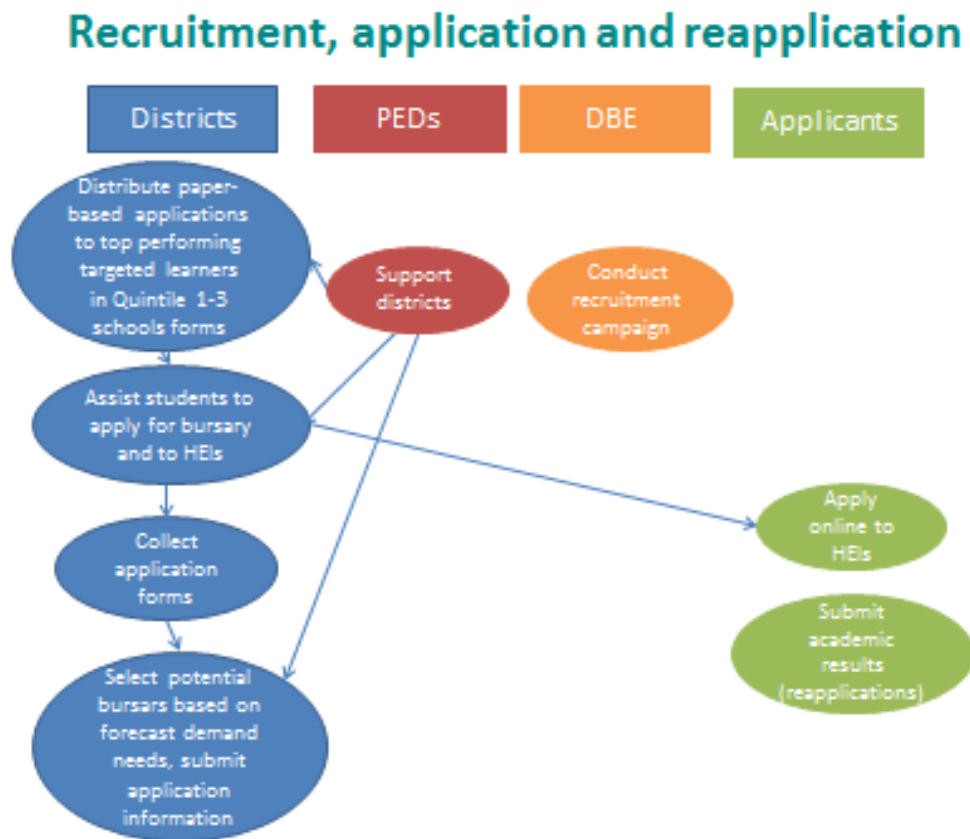 Recruitment, application and reapplication
Districts
PEDs
DBE
Applicants
Distribute paper-
based applications
to top performing
targeted learners
in Quintile 1-3
schools forms
Support
districts
Conduct
recruitment
campaign
Assist students to
apply for bursary
and to HEIs
Apply
online to
HEIs
Collect
application
forms
Submit
academic
results
(reapplications)
Select potential
bursars based on
forecast demand
needs, submit
application
information